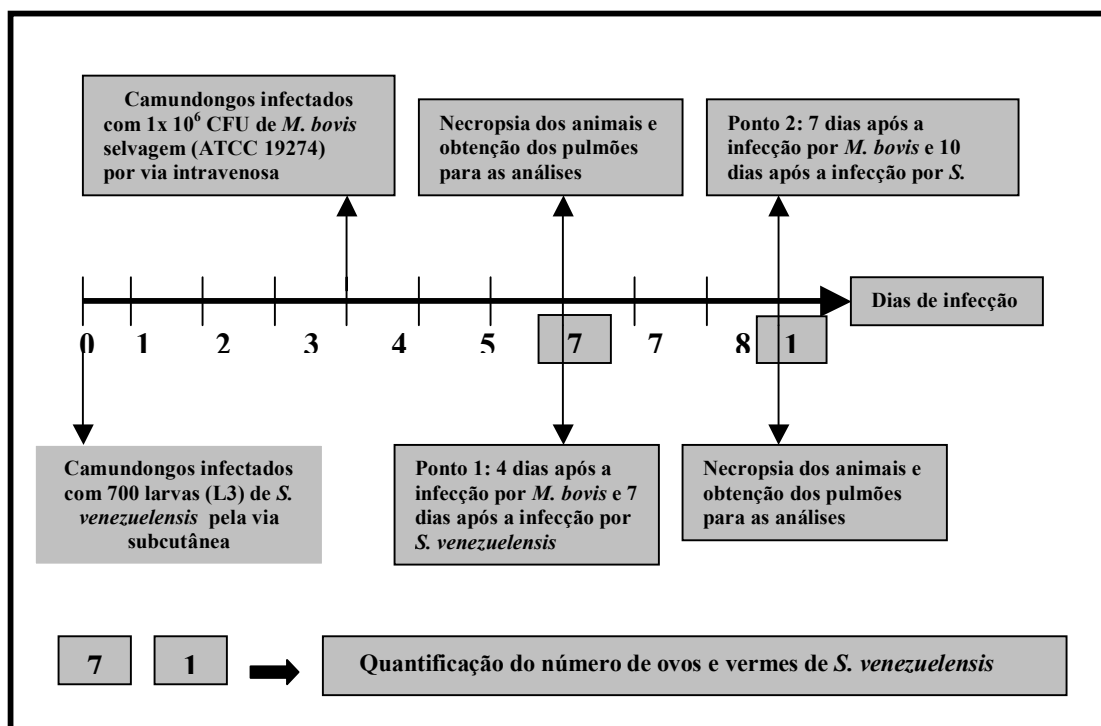 Camundongos infectados
com 1x 10⁶ CFU de M. bovis
selvagem (ATCC 19274)
por via intravenosa
Necropsia dos animais e
obtenção dos pulmões
para as análises
Ponto 2: 7 dias após a
infecção por M. bovis e 10
dias após a infecção por S.
Dias de infecção
0 1 2 3 4 5 7 7 8 1
Camundongos infectados
com 700 larvas (L3) de S.
venezuelensis pela via
subcutânea
Ponto 1: 4 dias após a
infecção por M. bovis e 7
dias após a infecção por
S. venezuelensis
Necropsia dos animais e
obtenção dos pulmões
para as análises
7 1 Quantificação do número de ovos e vermes de S. venezuelensis